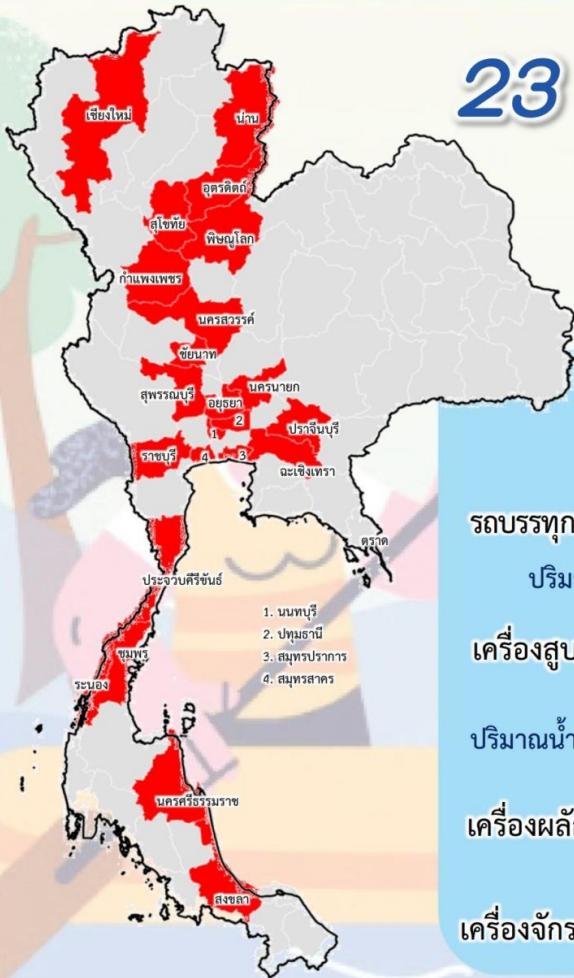 23
เชียงใหม่
น่าน
อุตรดิตถ์
สุโขทัย
พิษณุโลก
กำแพงเพชร
นครสวรรค์
ชัยนาท
สุพรรณบุรี
อยุธยา
นครนายก
2
1
ปราจีนบุรี
ราชบุรี
4
3
ฉะเชิงเทรา
ตราด
ประจวบคีรีขันธ์
ชุมพร
ระนอง
1. นนทบุรี
2. ปทุมธานี
3. สมุทรปราการ
4. สมุทรสาคร
นครศรีธรรมราช
สงขลา
รถบรรทุก
ปริม
เครื่องสูบ
ปริมาณน้ำ
เครื่องผลั
เครื่องจักร